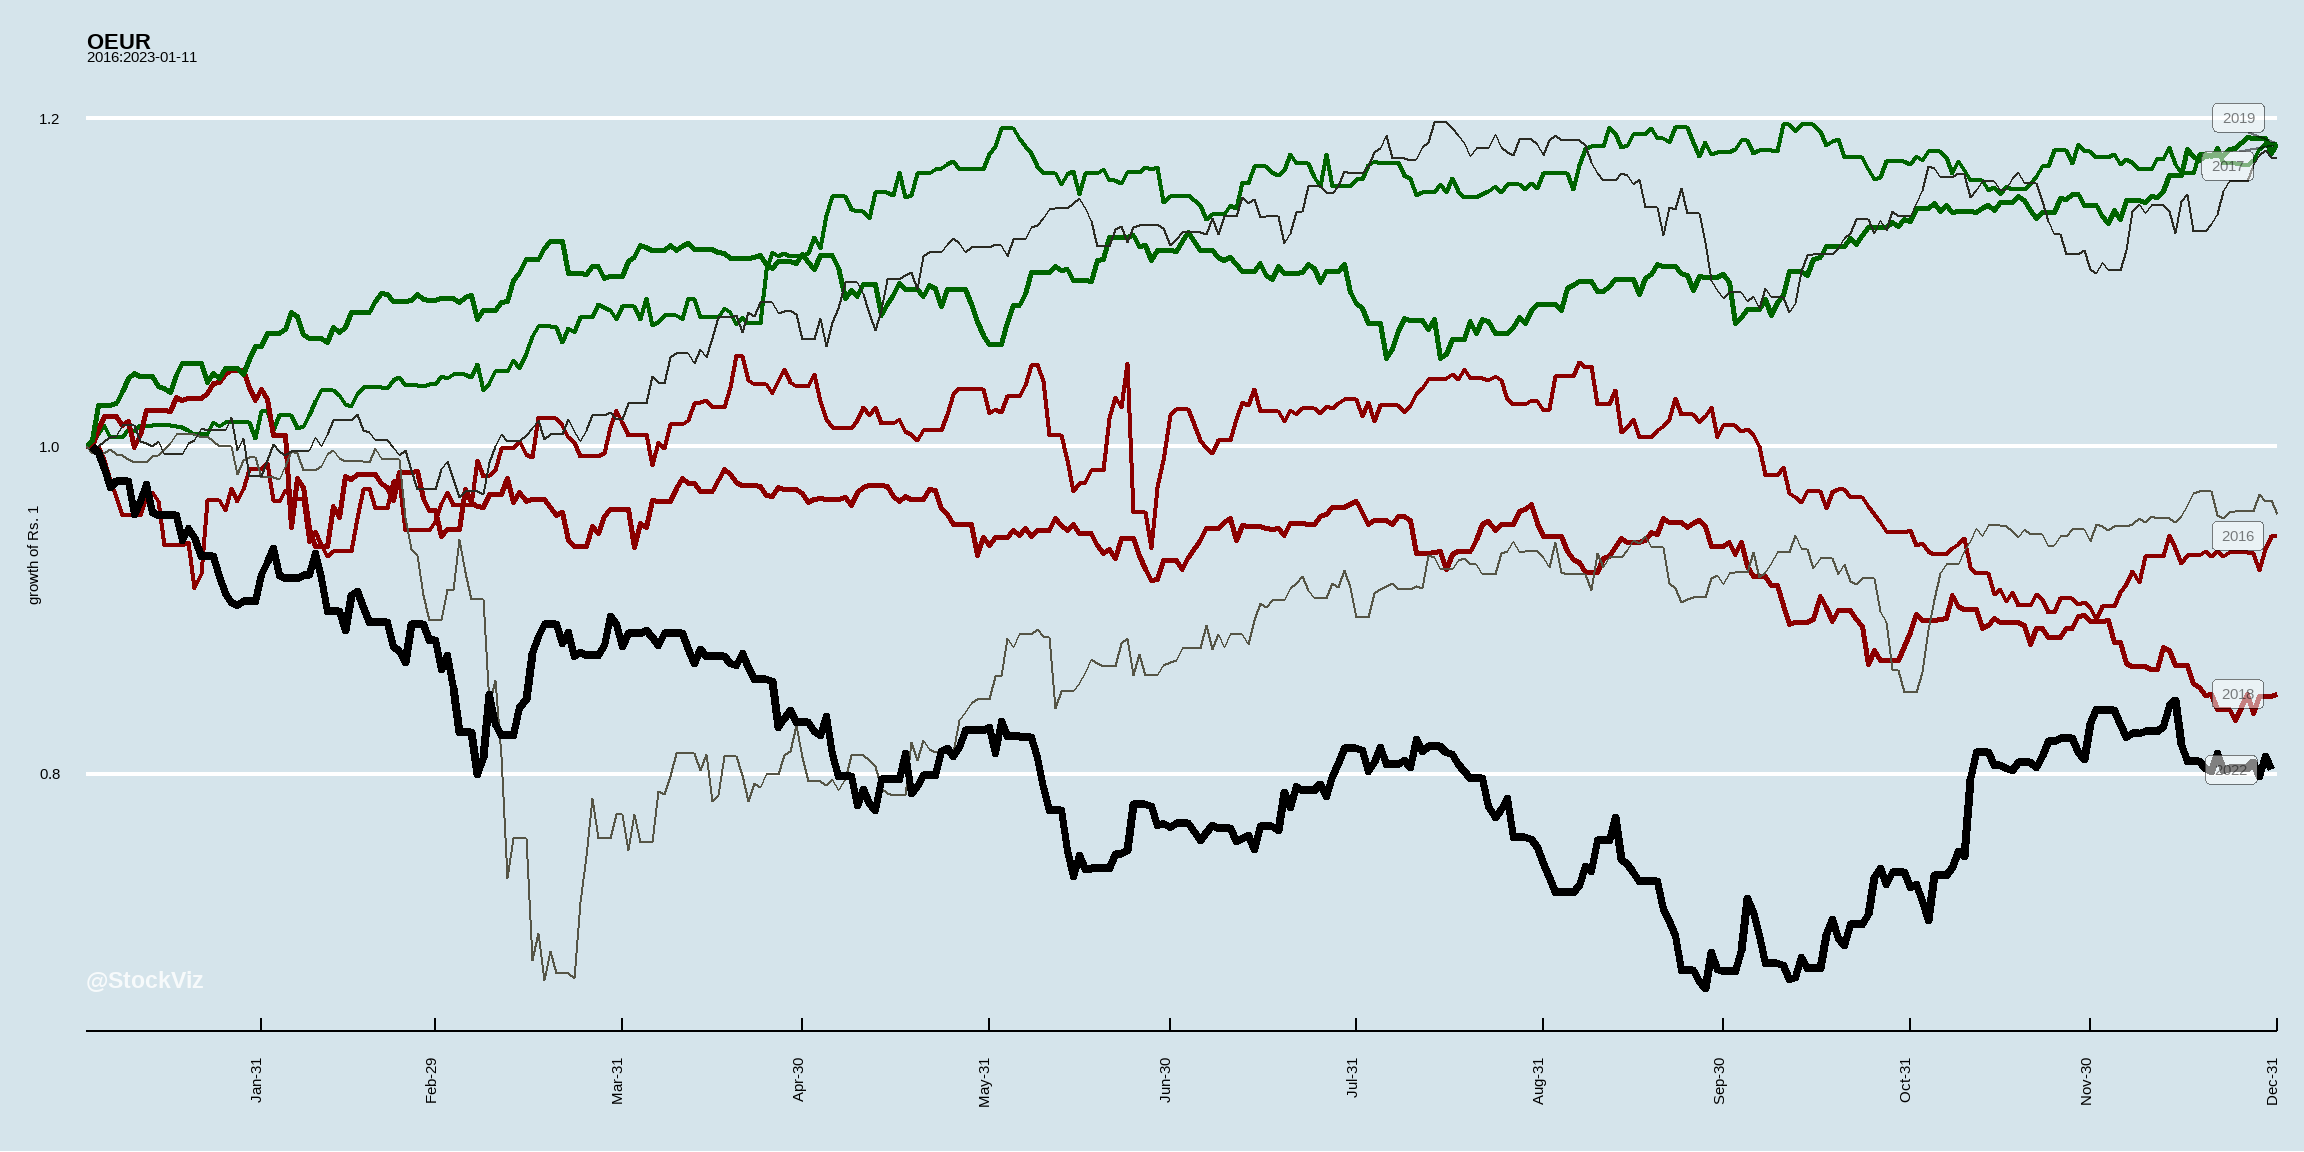 OEUR
2016:2023-01-11
growth of Rs. 1
1.2
1.0
0.8
2019
2017
2016
2018
2022
@StockViz
Jan-31
Feb-29
Mar-31
Apr-30
May-31
Jun-30
Jul-31
Aug-31
Sep-30
Oct-31
Nov-30
Dec-31